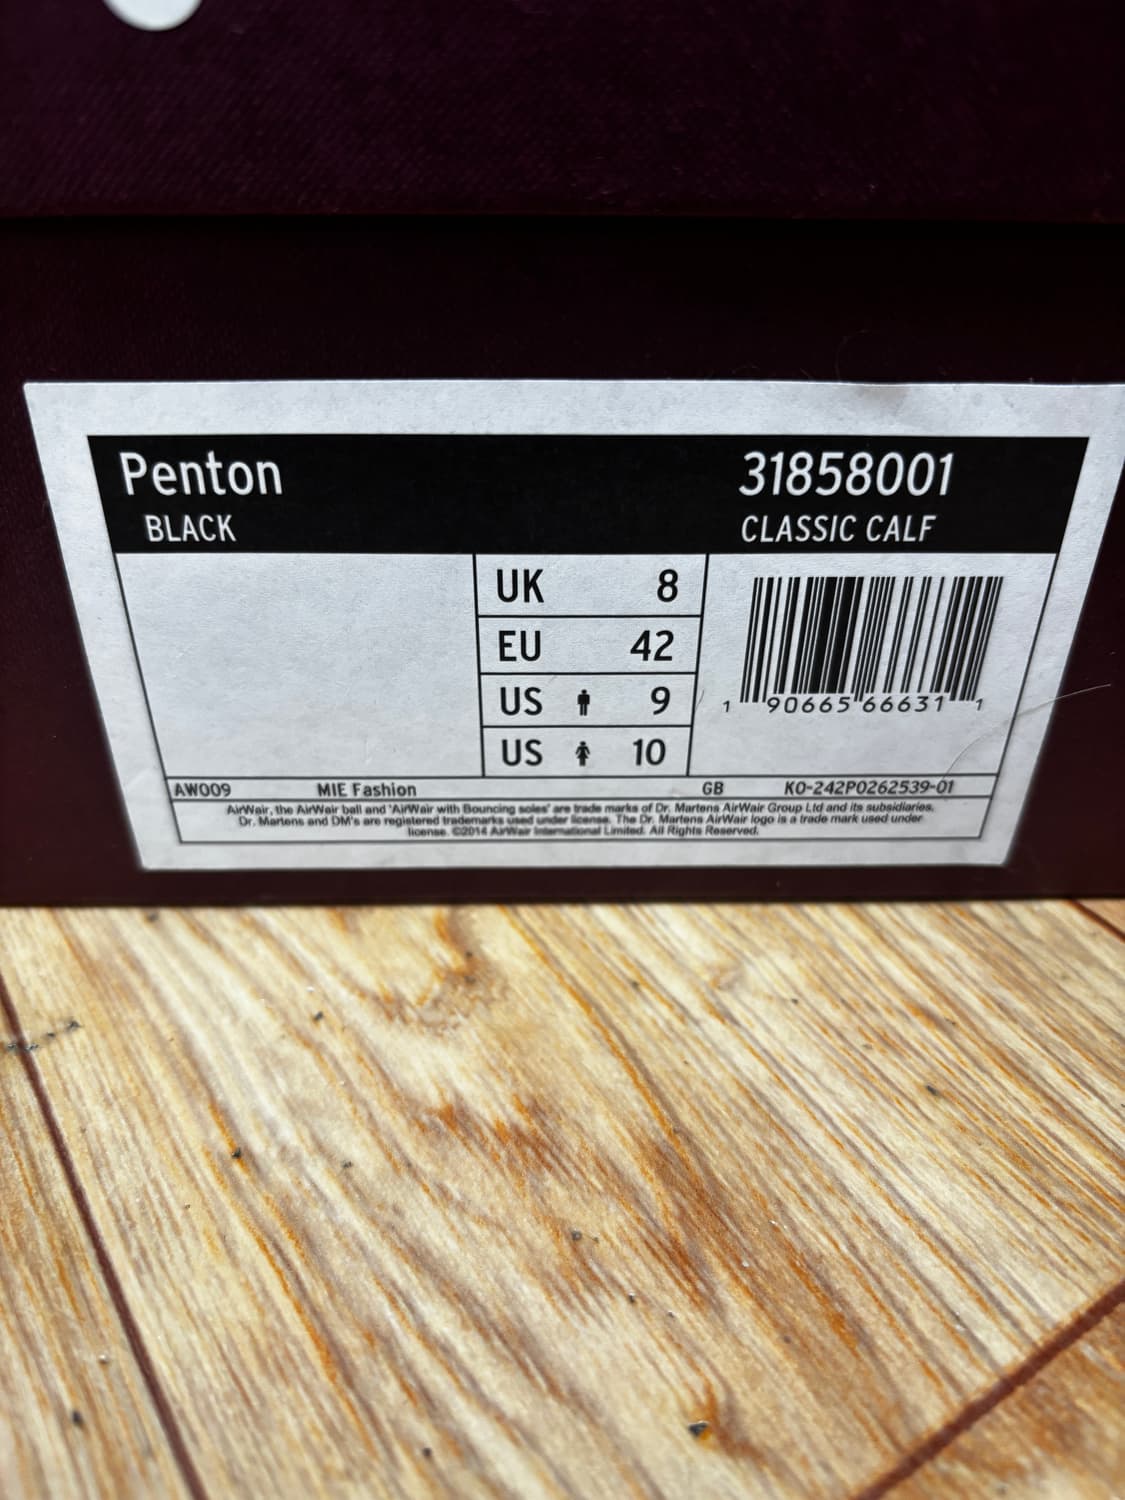 Penton 31858001
BLACK CLASSIC CALF
UK 8
EU 42
US 9
US 10
1 90665 66631 1
AW009 MIE Fashion GB KO-242P0262539-01
AirWair, the AirWair ball and 'AirWair with Bouncing soles' are trade marks of Dr. Martens AirWair Group Ltd and its subsidiaries.
Dr. Martens and DM's are registered trademarks used under license. The Dr. Martens AirWair logo is a trade mark used under
license. ©2014 AirWair International Limited. All Rights Reserved.